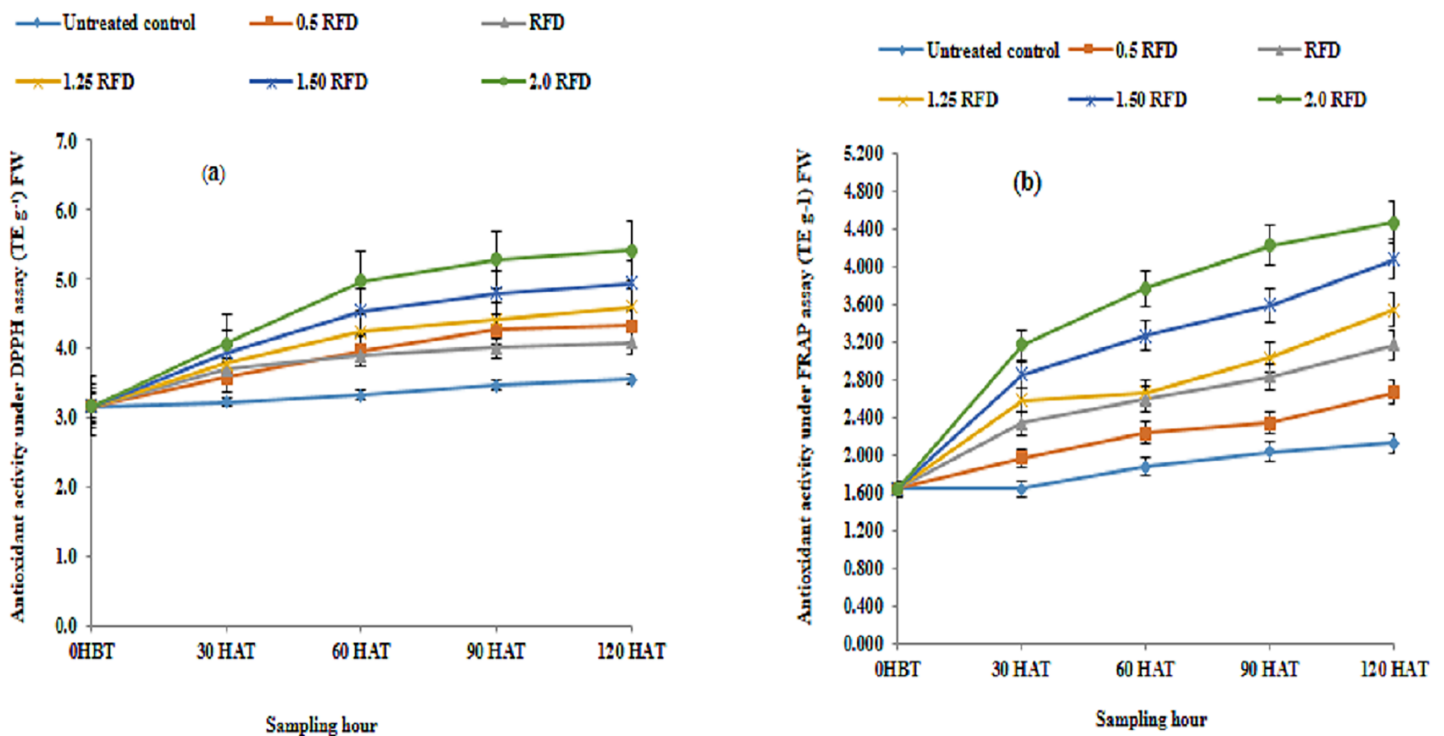 Untreated control
0.5 RFD
RFD
1.25 RFD
1.50 RFD
2.0 RFD
(a)
Antioxidant activity under DPPH assay (TE g⁻¹) FW
7.0
6.0
5.0
4.0
3.0
2.0
1.0
0.0
0HBT
30 HAT
60 HAT
90 HAT
120 HAT
Sampling hour
Untreated control
0.5 RFD
RFD
1.25 RFD
1.50 RFD
2.0 RFD
(b)
Antioxidant activity under FRAP assay (TE g-1) FW
5.200
4.800
4.400
4.000
3.600
3.200
2.800
2.400
2.000
1.600
1.200
0.800
0.400
0.000
0HBT
30 HAT
60 HAT
90 HAT
120 HAT
Sampling hour